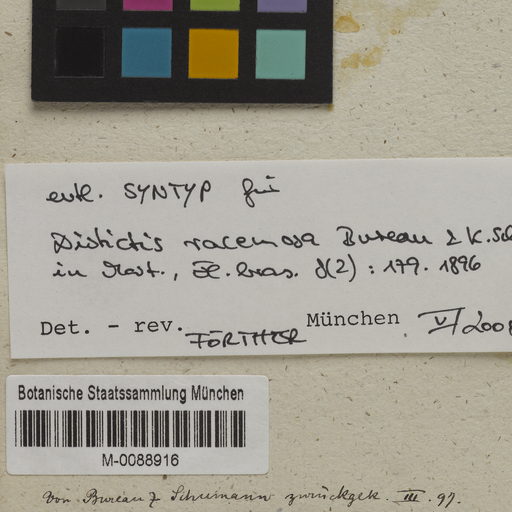 evtl. SYNTYP für
Distictis racemosa Bureau & K.Sch
in Mart., Fl. bras. 8(2) : 179. 1896
Det. - rev. FÖRTHER München VI 2008
Botanische Staatssammlung München
M-0088916
Von Bureau & Schumann zurückgek. III. 97.